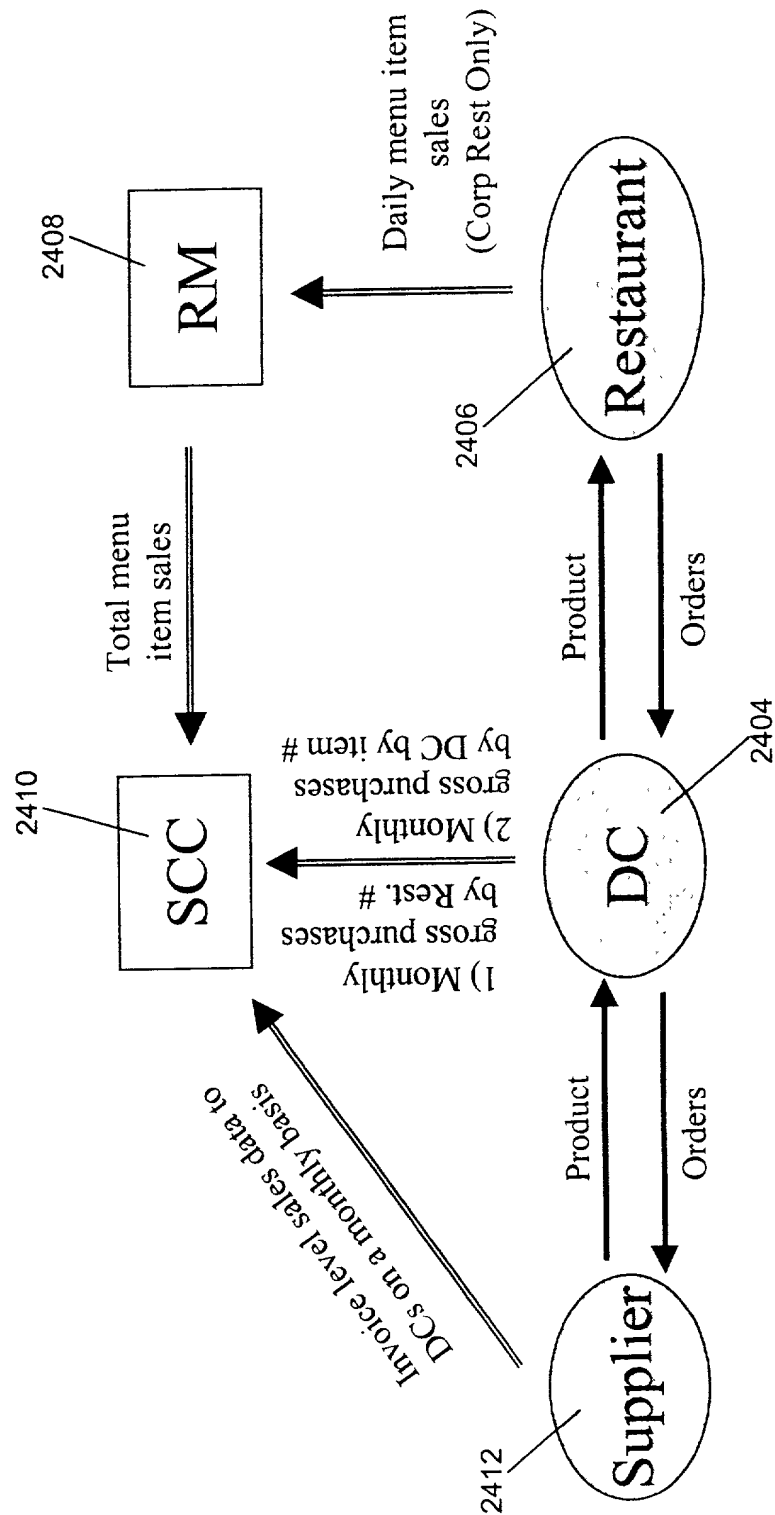 2410
SCC
Total menu
item sales
2408
RM
Invoice level sales data to
DCs on a monthly basis
1) Monthly
gross purchases
by Rest. #
2) Monthly
gross purchases
by DC by item #
Daily menu item
sales
(Corp Rest Only)
2412
Supplier
Product
Orders
DC
2404
Product
Orders
2406
Restaurant